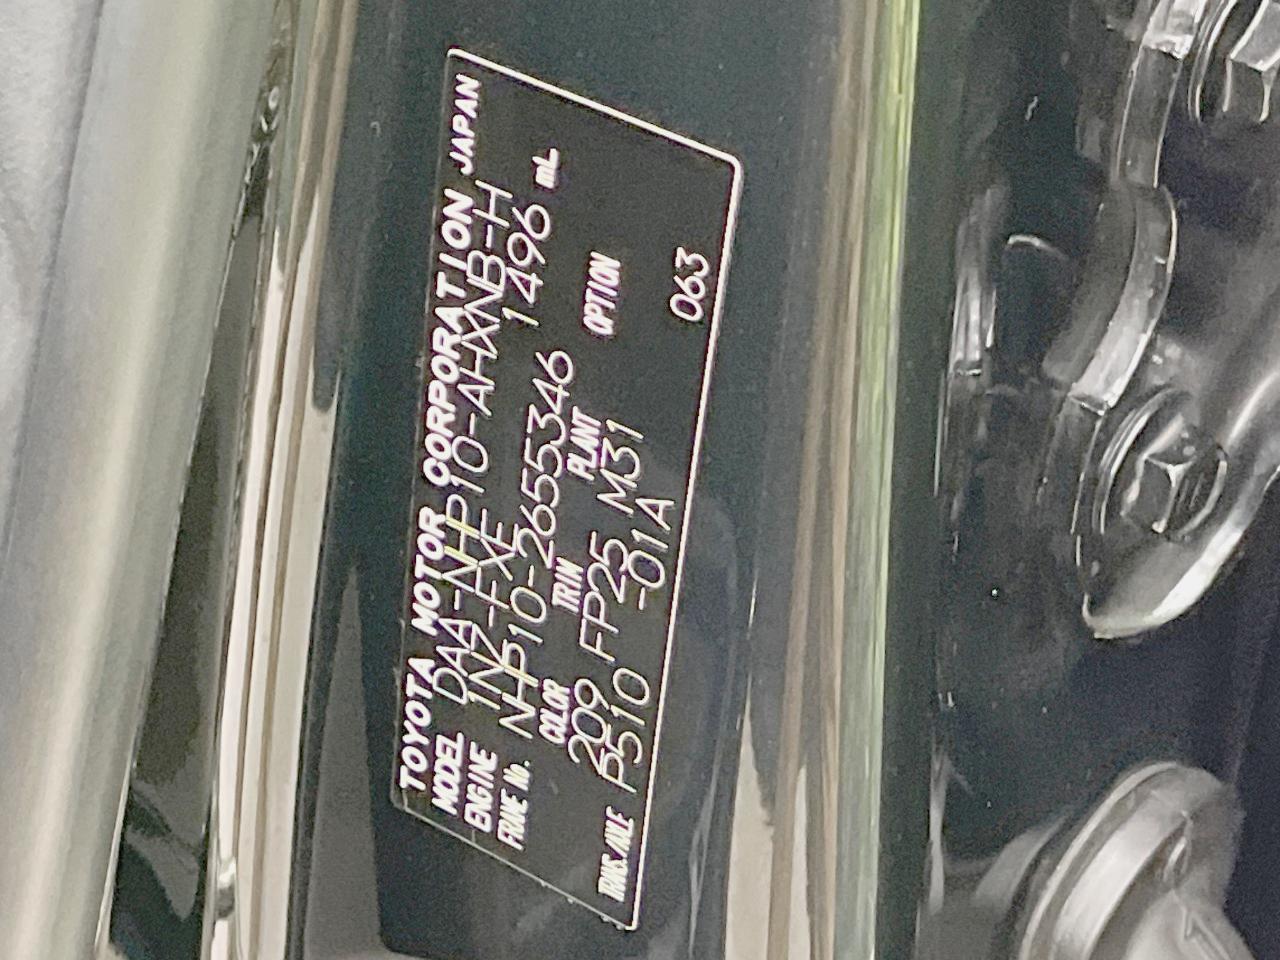 TOYOTA MOTOR CORPORATION JAPAN
MODEL DAA-NHP10-AHXNB-H
ENGINE 1NZ-FXE 1496 mL
FRAME No. NHP10-2655346
COLOR TRIM PLANT OPTION
209 FP25 M31
TRANS./AXLE P510 -01A 063